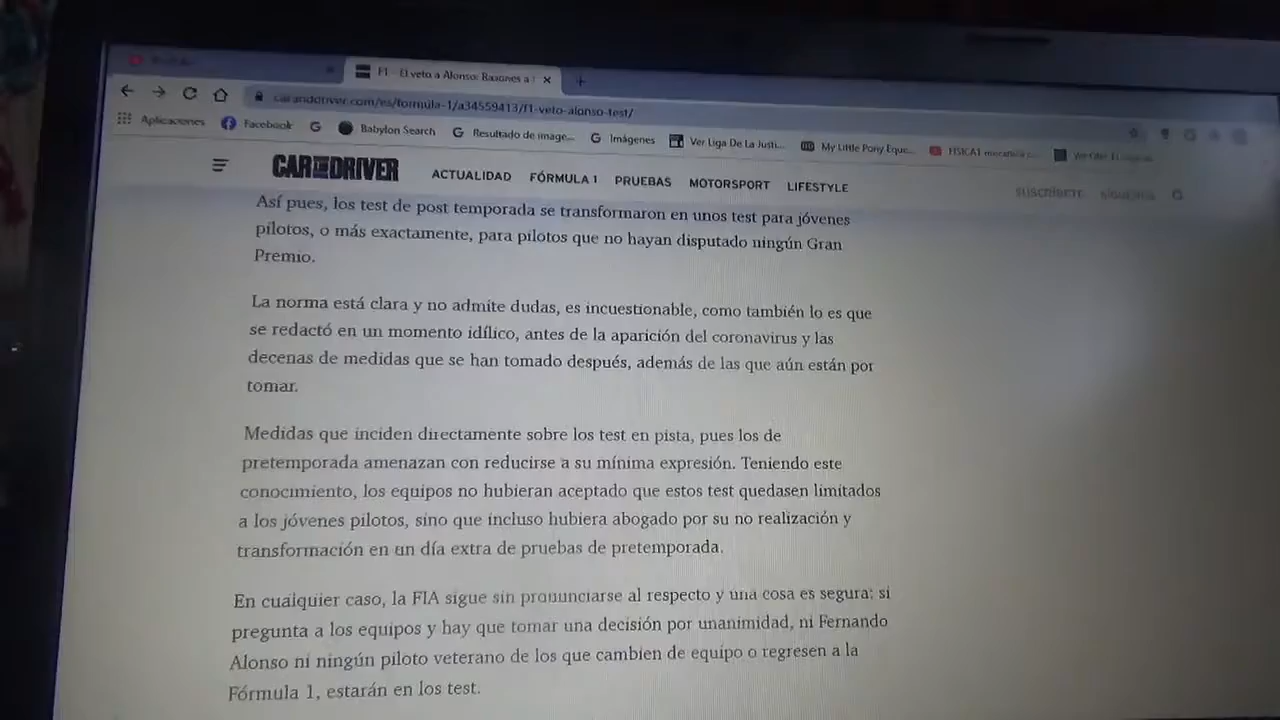 F1 - El veto a Alonso: Razones a
caranddriver.com/es/formula-1/a34559413/f1-veto-alonso-test/
Aplicaciones Facebook Babylon Search Resultado de image... Imágenes Ver Liga De La Justi... My Little Pony Eque... FISICA1
CAR AND DRIVER ACTUALIDAD FÓRMULA 1 PRUEBAS MOTORSPORT LIFESTYLE SUSCRÍBETE
Así pues, los test de post temporada se transformaron en unos test para jóvenes
pilotos, o más exactamente, para pilotos que no hayan disputado ningún Gran
Premio.
La norma está clara y no admite dudas, es incuestionable, como también lo es que
se redactó en un momento idílico, antes de la aparición del coronavirus y las
decenas de medidas que se han tomado después, además de las que aún están por
tomar.
Medidas que inciden directamente sobre los test en pista, pues los de
pretemporada amenazan con reducirse a su mínima expresión. Teniendo este
conocimiento, los equipos no hubieran aceptado que estos test quedasen limitados
a los jóvenes pilotos, sino que incluso hubiera abogado por su no realización y
transformación en un día extra de pruebas de pretemporada.
En cualquier caso, la FIA sigue sin pronunciarse al respecto y una cosa es segura: si
pregunta a los equipos y hay que tomar una decisión por unanimidad, ni Fernando
Alonso ni ningún piloto veterano de los que cambien de equipo o regresen a la
Fórmula 1, estarán en los test.